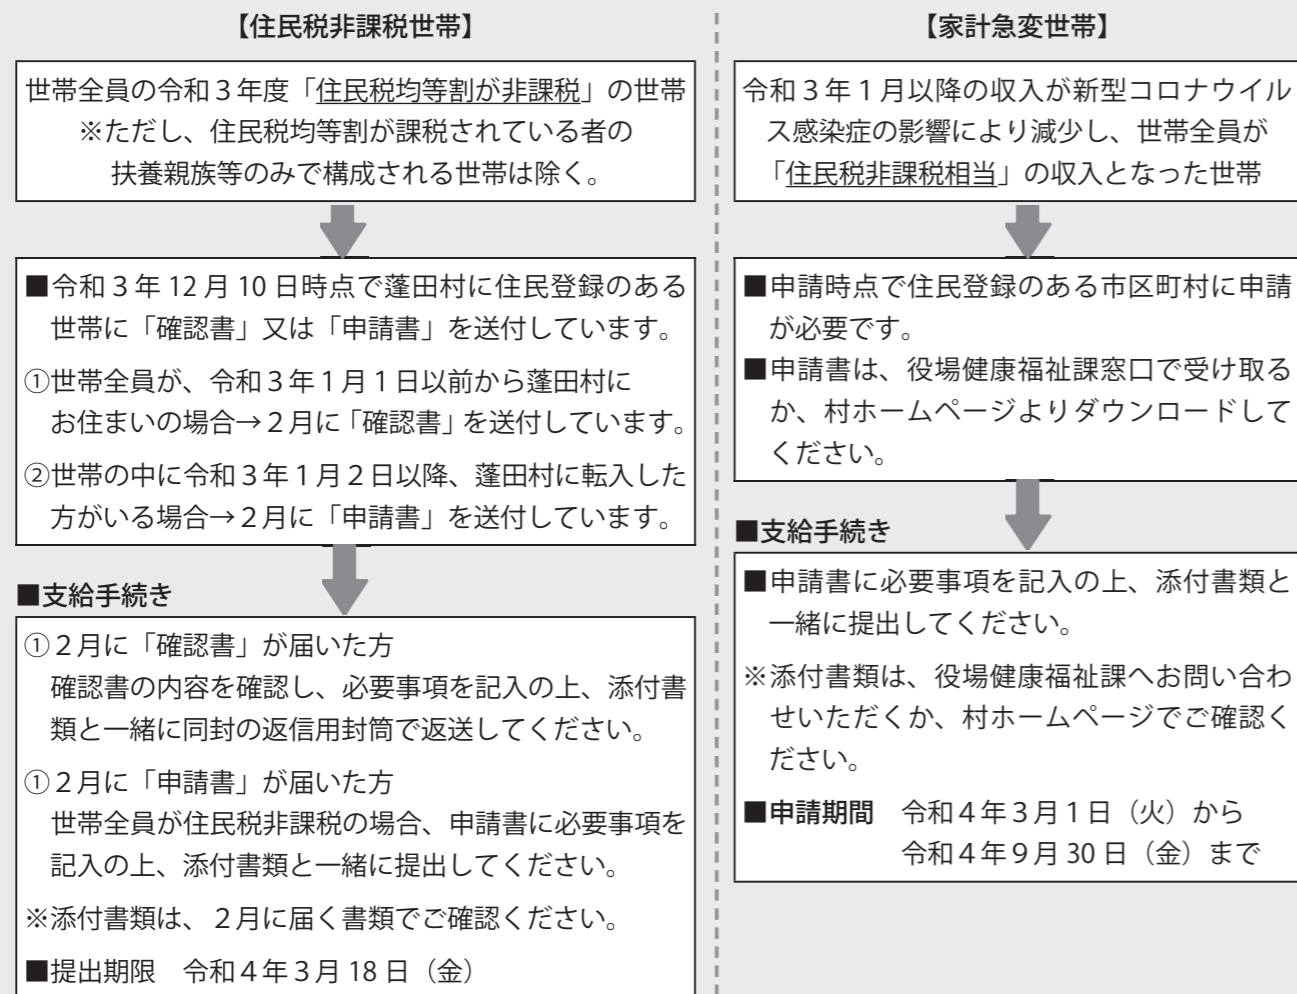 【住民税非課税世帯】
世帯全員の令和３年度「住民税均等割が非課税」の世帯
※ただし、住民税均等割が課税されている者の
扶養親族等のみで構成される世帯は除く。
■令和３年12月10日時点で蓬田村に住民登録のある
世帯に「確認書」又は「申請書」を送付しています。
①世帯全員が、令和３年１月１日以前から蓬田村に
お住まいの場合→２月に「確認書」を送付しています。
②世帯の中に令和３年１月２日以降、蓬田村に転入した
方がいる場合→２月に「申請書」を送付しています。
■支給手続き
①２月に「確認書」が届いた方
確認書の内容を確認し、必要事項を記入の上、添付書
類と一緒に同封の返信用封筒で返送してください。
①２月に「申請書」が届いた方
世帯全員が住民税非課税の場合、申請書に必要事項を
記入の上、添付書類と一緒に提出してください。
※添付書類は、２月に届く書類でご確認ください。
■提出期限　令和４年３月18日（金）
【家計急変世帯】
令和３年１月以降の収入が新型コロナウイル
ス感染症の影響により減少し、世帯全員が
「住民税非課税相当」の収入となった世帯
■申請時点で住民登録のある市区町村に申請
が必要です。
■申請書は、役場健康福祉課窓口で受け取る
か、村ホームページよりダウンロードして
ください。
■支給手続き
■申請書に必要事項を記入の上、添付書類と
一緒に提出してください。
※添付書類は、役場健康福祉課へお問い合わ
せいただくか、村ホームページでご確認く
ださい。
■申請期間　令和４年３月１日（火）から
令和４年９月30日（金）まで